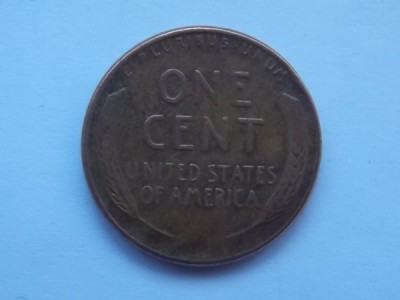 E PLURIBUS UNUM
ONE
CENT
UNITED STATES
OF AMERICA